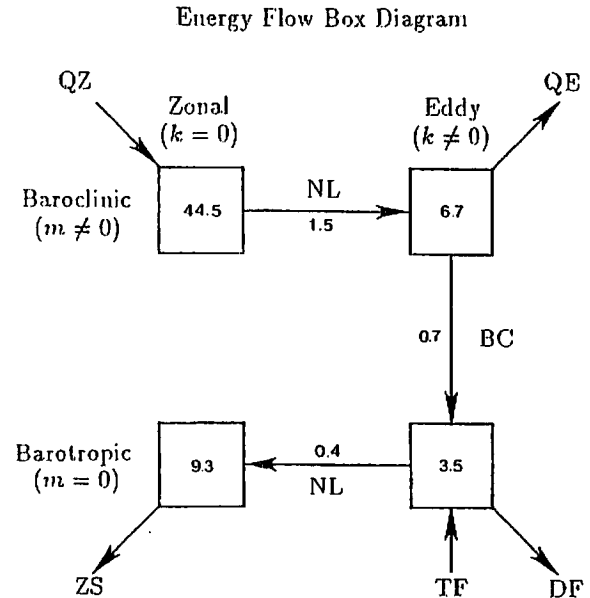 Energy Flow Box Diagram
QZ
QE
Zonal
(k = 0)
Eddy
(k ≠ 0)
Baroclinic
(m ≠ 0)
44.5
NL
1.5
6.7
0.7
BC
Barotropic
(m = 0)
9.3
0.4
NL
3.5
ZS
TF
DF